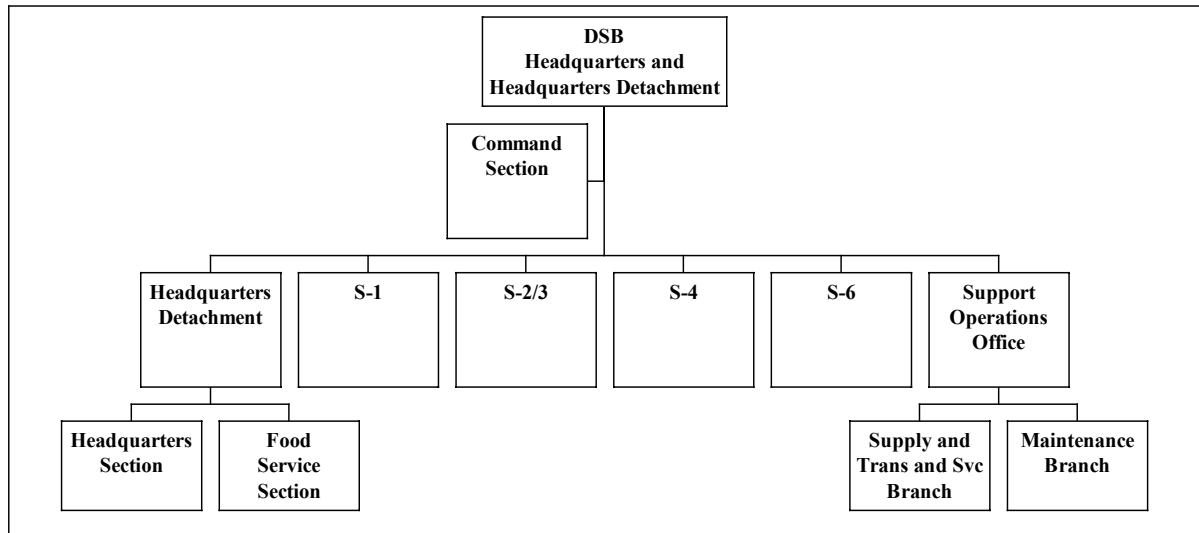 DSB
Headquarters and
Headquarters Detachment
Command
Section
Headquarters
Detachment
S-1
S-2/3
S-4
S-6
Support
Operations
Office
Headquarters
Section
Food
Service
Section
Supply and
Trans and Svc
Branch
Maintenance
Branch